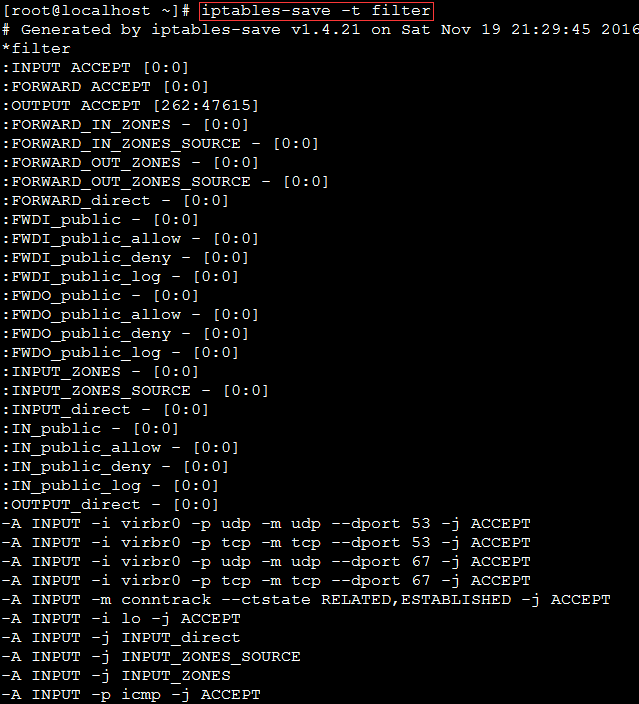 [root@localhost ~]# iptables-save -t filter
# Generated by iptables-save v1.4.21 on Sat Nov 19 21:29:45 2016
*filter
:INPUT ACCEPT [0:0]
:FORWARD ACCEPT [0:0]
:OUTPUT ACCEPT [262:47615]
:FORWARD_IN_ZONES - [0:0]
:FORWARD_IN_ZONES_SOURCE - [0:0]
:FORWARD_OUT_ZONES - [0:0]
:FORWARD_OUT_ZONES_SOURCE - [0:0]
:FORWARD_direct - [0:0]
:FWDI_public - [0:0]
:FWDI_public_allow - [0:0]
:FWDI_public_deny - [0:0]
:FWDI_public_log - [0:0]
:FWDO_public - [0:0]
:FWDO_public_allow - [0:0]
:FWDO_public_deny - [0:0]
:FWDO_public_log - [0:0]
:INPUT_ZONES - [0:0]
:INPUT_ZONES_SOURCE - [0:0]
:INPUT_direct - [0:0]
:IN_public - [0:0]
:IN_public_allow - [0:0]
:IN_public_deny - [0:0]
:IN_public_log - [0:0]
:OUTPUT_direct - [0:0]
-A INPUT -i virbr0 -p udp -m udp --dport 53 -j ACCEPT
-A INPUT -i virbr0 -p tcp -m tcp --dport 53 -j ACCEPT
-A INPUT -i virbr0 -p udp -m udp --dport 67 -j ACCEPT
-A INPUT -i virbr0 -p tcp -m tcp --dport 67 -j ACCEPT
-A INPUT -m conntrack --ctstate RELATED,ESTABLISHED -j ACCEPT
-A INPUT -i lo -j ACCEPT
-A INPUT -j INPUT_direct
-A INPUT -j INPUT_ZONES_SOURCE
-A INPUT -j INPUT_ZONES
-A INPUT -p icmp -j ACCEPT